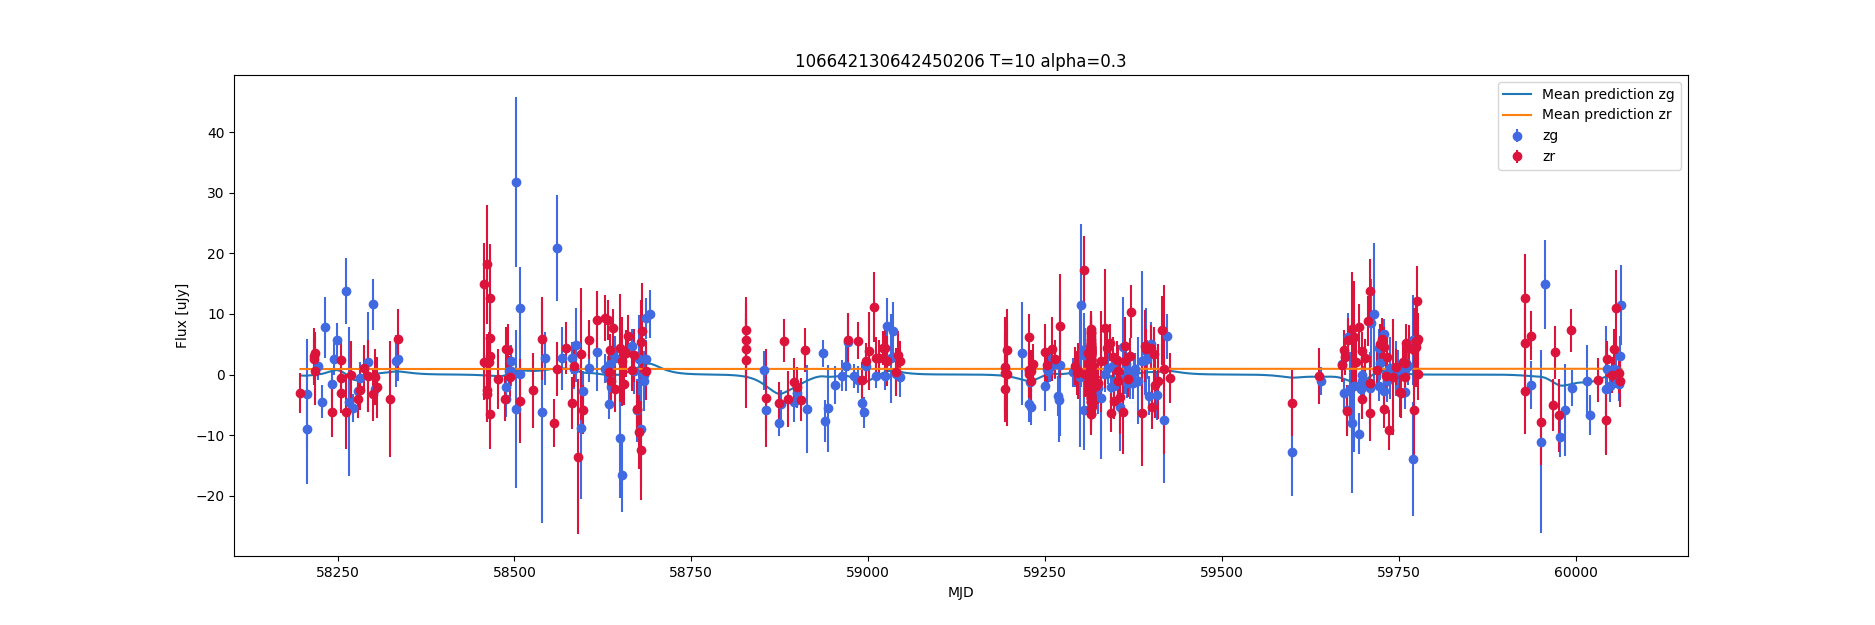 106642130642450206 T=10 alpha=0.3
Mean prediction zg
Mean prediction zr
zg
zr
Flux [uJy]
40
30
20
10
0
−10
−20
58250 58500 58750 59000 59250 59500 59750 60000
MJD